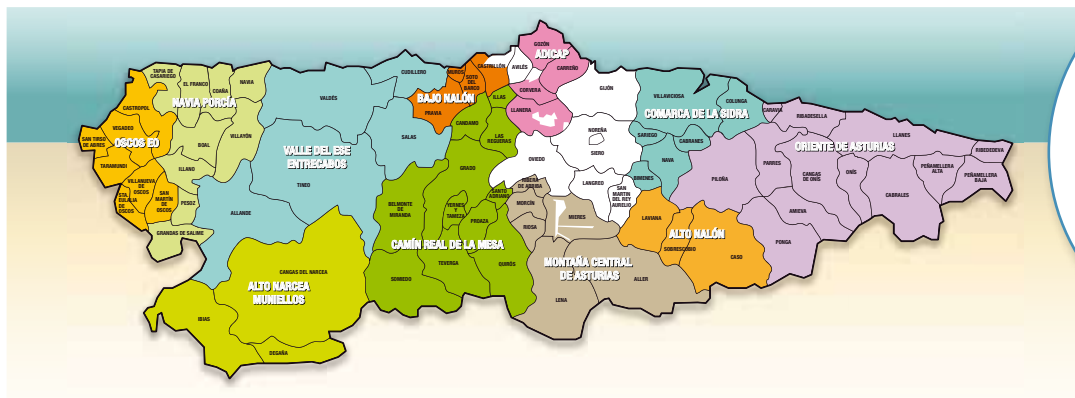 GOZÓN
ADICAP
CARREÑO
AVILÉS
CASTRILLÓN
CORVERA
LLANERA
ILLAS
MUROS
SOTO
DEL
BARCO
BAJO NALÓN
PRAVIA
CUDILLERO
VALDÉS
SALAS
VALLE DEL ESE
ENTRECABOS
TINEO
ALLANDE
TAPIA DE
CASARIEGO
EL FRANCO
COAÑA
NAVIA
NAVIA PORCÍA
VILLAYÓN
BOAL
ILLANO
PESOZ
GRANDAS DE SALIME
CASTROPOL
VEGADEO
OSCOS EO
SAN TIRSO
DE ABRES
TARAMUNDI
VILLANUEVA
DE OSCOS
STA.
EULALIA
DE OSCOS
SAN
MARTÍN
DE OSCOS
CANGAS DEL NARCEA
ALTO NARCEA
MUNIELLOS
IBIAS
DEGAÑA
CANDAMO
LAS
REGUERAS
GRADO
BELMONTE
DE
MIRANDA
YERNES
Y
TAMEZA
PROAZA
SANTO
ADRIANO
CAMÍN REAL DE LA MESA
TEVERGA
QUIRÓS
SOMIEDO
GIJÓN
NOREÑA
SIERO
OVIEDO
LANGREO
SAN
MARTIN
DEL REY
AURELIO
RIBERA
DE ARRIBA
MORCÍN
RIOSA
MIERES
MONTAÑA CENTRAL
DE ASTURIAS
ALLER
LENA
VILLAVICIOSA
COLUNGA
COMARCA DE LA SIDRA
SARIEGO
CABRANES
NAVA
BIMENES
LAVIANA
ALTO NALÓN
SOBRESCOBIO
CASO
CARAVIA
RIBADESELLA
LLANES
ORIENTE DE ASTURIAS
RIBEDEDEVA
PILOÑA
PARRES
CANGAS
DE ONÍS
ONÍS
PEÑAMELLERA
ALTA
PEÑAMELLERA
BAJA
CABRALES
AMIEVA
PONGA